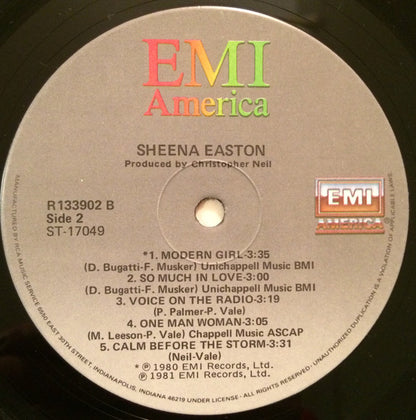 EMI
America
SHEENA EASTON
Produced by Christopher Neil
R133902 B
Side 2
ST-17049
EMI
AMERICA
*1. MODERN GIRL-3:35
(D. Bugatti-F. Musker) Unichappell Music BMI
2. SO MUCH IN LOVE-3:00
(D. Bugatti-F. Musker) Unichappell Music BMI
3. VOICE ON THE RADIO-3:19
(P. Palmer-P. Vale)
4. ONE MAN WOMAN-3:05
(M. Leeson-P. Vale) Chappell Music ASCAP
5. CALM BEFORE THE STORM-3:31
(Neil-Vale)
* ℗ 1980 EMI Records, Ltd.
℗ 1981 EMI Records, Ltd.
MANUFACTURED BY RCA MUSIC SERVICE 6550 EAST 30TH STREET, INDIANAPOLIS, INDIANA 46219 UNDER LICENSE · ALL RIGHTS RESERVED · UNAUTHORIZED DUPLICATION IS A VIOLATION OF APPLICABLE LAWS.